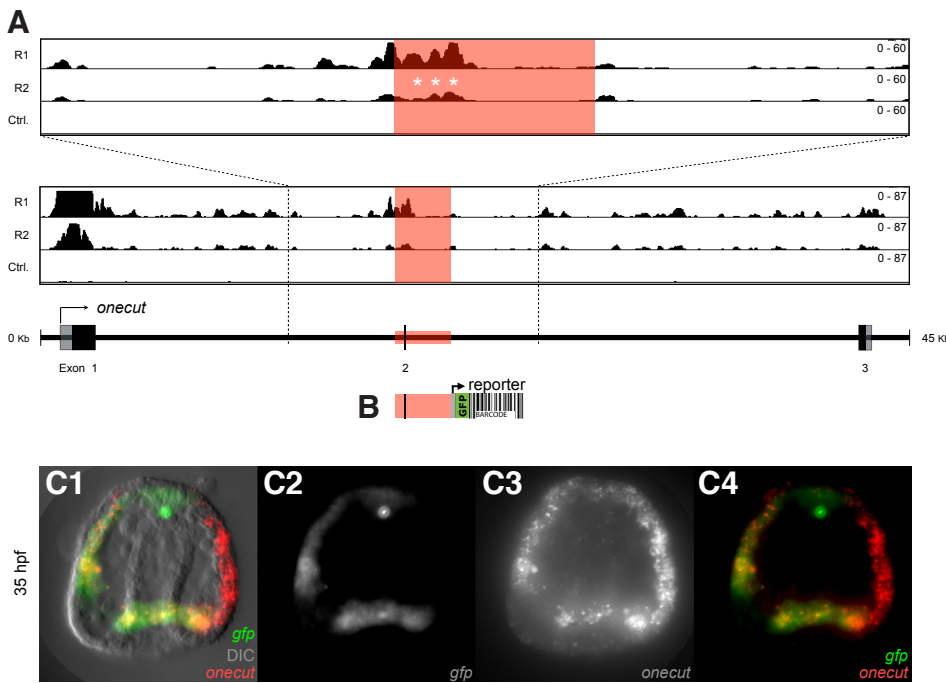 A
R1
0 - 60
R2
* * *
0 - 60
Ctrl.
0 - 60
R1
0 - 87
R2
0 - 87
Ctrl.
0 - 87
onecut
0 Kb
45 K
Exon 1
2
3
B
reporter
GFP
BARCODE
C1
C2
C3
C4
35 hpf
gfp
DIC
onecut
gfp
onecut
gfp
onecut